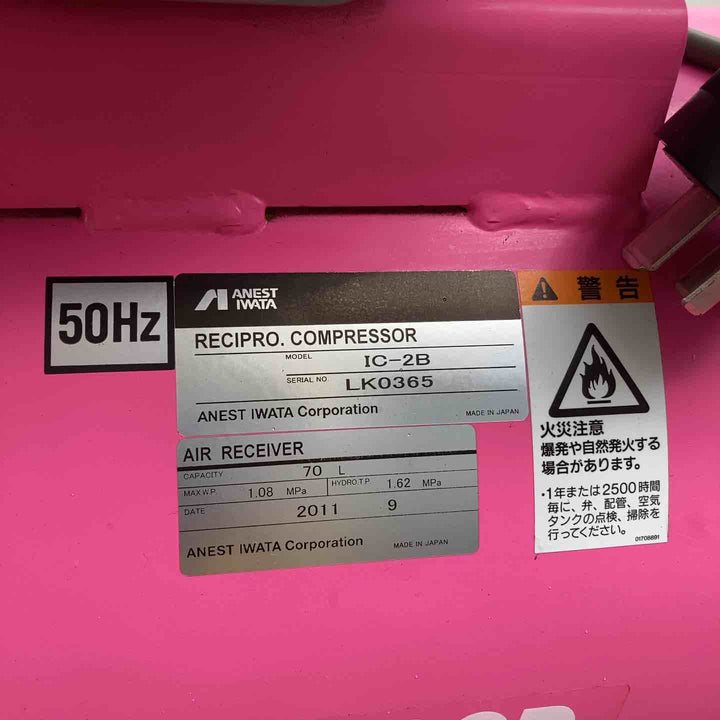 50Hz
ANEST
IWATA
RECIPRO. COMPRESSOR
MODEL IC-2B
SERIAL NO. LK0365
ANEST IWATA Corporation MADE IN JAPAN
AIR RECEIVER
CAPACITY 70 L
MAX W.P. 1.08 MPa HYDRO.T.P. 1.62 MPa
DATE 2011 9
ANEST IWATA Corporation MADE IN JAPAN
警告
火災注意
爆発や自然発火する
場合があります。
・1年または2500時間
毎に、弁、配管、空気
タンクの点検、掃除を
行ってください。
01708891